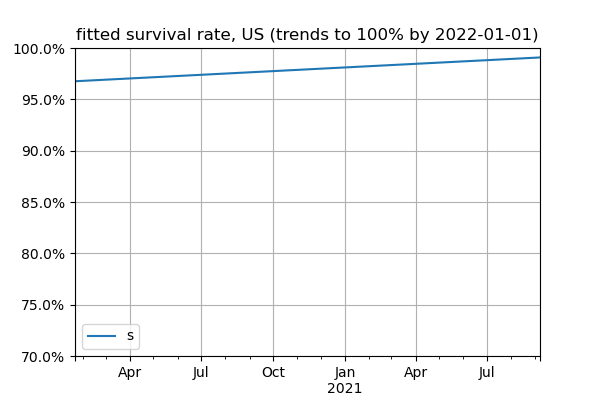 fitted survival rate, US (trends to 100% by 2022-01-01)
100.0%
95.0%
90.0%
85.0%
80.0%
75.0%
70.0%
s
Apr Jul Oct Jan Apr Jul
2021